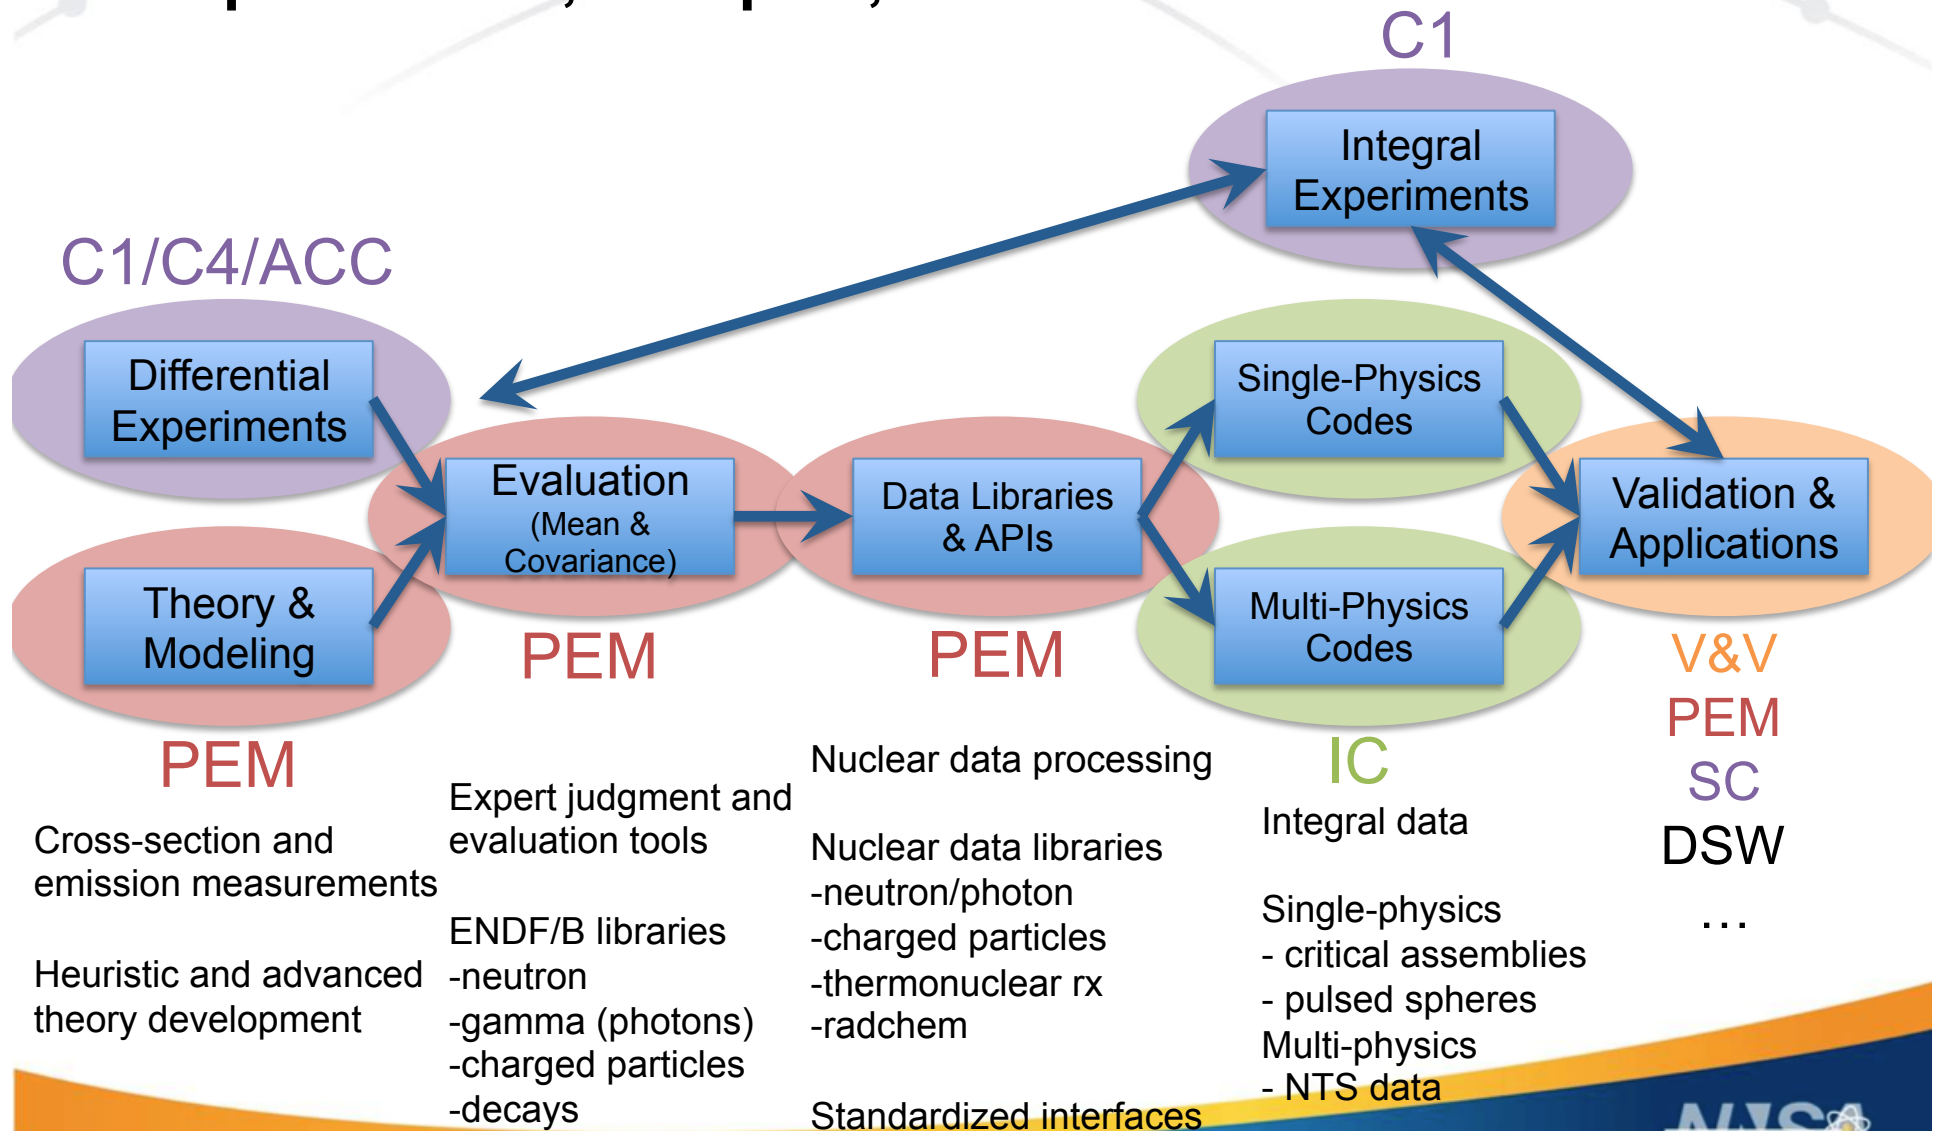 C1
Integral
Experiments
C1/C4/ACC
Differential
Experiments
Theory &
Modeling
PEM
Evaluation
(Mean &
Covariance)
PEM
Data Libraries
& APIs
PEM
Single-Physics
Codes
Multi-Physics
Codes
IC
Validation &
Applications
V&V
PEM
SC
DSW
...
Cross-section and
emission measurements
Heuristic and advanced
theory development
Expert judgment and
evaluation tools
ENDF/B libraries
-neutron
-gamma (photons)
-charged particles
-decays
Nuclear data processing
Nuclear data libraries
-neutron/photon
-charged particles
-thermonuclear rx
-radchem
Standardized interfaces
Integral data
Single-physics
- critical assemblies
- pulsed spheres
Multi-physics
- NTS data